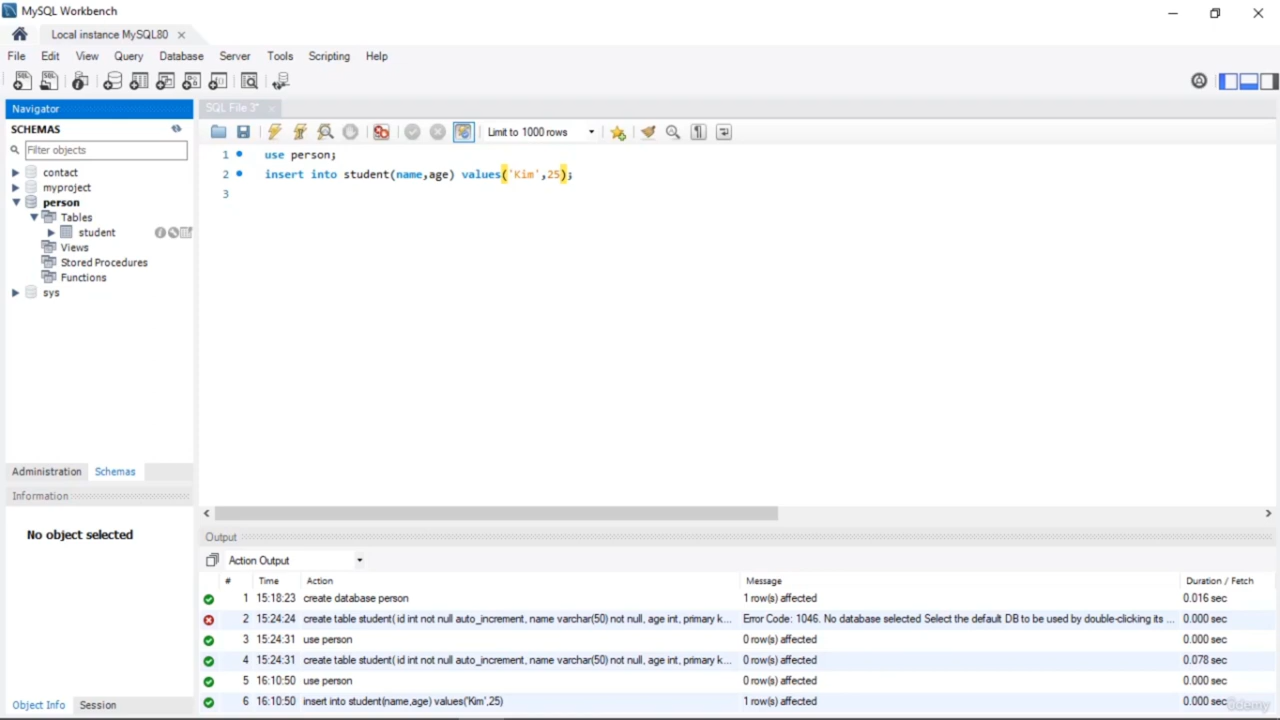 MySQL Workbench
Local instance MySQL80
File Edit View Query Database Server Tools Scripting Help
Navigator
SCHEMAS
Filter objects
contact
myproject
person
Tables
student
Views
Stored Procedures
Functions
sys
Administration Schemas
Information
No object selected
Object Info Session
SQL File 3*
Limit to 1000 rows
1 use person;
2 insert into student(name,age) values('Kim',25);
3
Output
Action Output
# Time Action Message Duration / Fetch
1 15:18:23 create database person 1 row(s) affected 0.016 sec
2 15:24:24 create table student( id int not null auto_increment, name varchar(50) not null, age int, primary k... Error Code: 1046. No database selected Select the default DB to be used by double-clicking its ... 0.000 sec
3 15:24:31 use person 0 row(s) affected 0.000 sec
4 15:24:31 create table student( id int not null auto_increment, name varchar(50) not null, age int, primary k... 0 row(s) affected 0.078 sec
5 16:10:50 use person 0 row(s) affected 0.000 sec
6 16:10:50 insert into student(name,age) values('Kim',25) 1 row(s) affected 0.000 sec
ûdemy